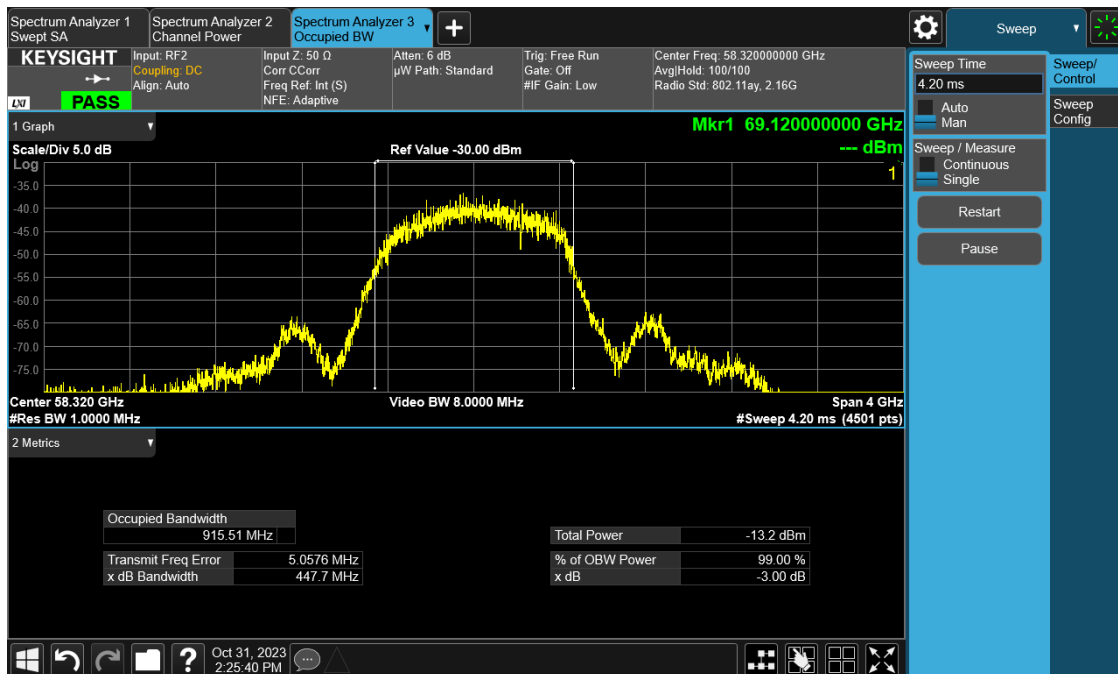 Spectrum Analyzer 1
Swept SA
Spectrum Analyzer 2
Channel Power
Spectrum Analyzer 3
Occupied BW
Sweep
KEYSIGHT
LXI
PASS
Input: RF2
Coupling: DC
Align: Auto
Input Z: 50 Ω
Corr CCorr
Freq Ref: Int (S)
NFE: Adaptive
Atten: 6 dB
µW Path: Standard
Trig: Free Run
Gate: Off
#IF Gain: Low
Center Freq: 58.320000000 GHz
Avg|Hold: 100/100
Radio Std: 802.11ay, 2.16G
1 Graph
Mkr1 69.120000000 GHz
Scale/Div 5.0 dB
Ref Value -30.00 dBm
--- dBm
Log
1
-35.0
-40.0
-45.0
-50.0
-55.0
-60.0
-65.0
-70.0
-75.0
Center 58.320 GHz
Video BW 8.0000 MHz
Span 4 GHz
#Res BW 1.0000 MHz
#Sweep 4.20 ms (4501 pts)
2 Metrics
Occupied Bandwidth
915.51 MHz
Transmit Freq Error 5.0576 MHz
x dB Bandwidth 447.7 MHz
Total Power -13.2 dBm
% of OBW Power 99.00 %
x dB -3.00 dB
Sweep Time
4.20 ms
Auto
Man
Sweep / Measure
Continuous
Single
Restart
Pause
Sweep/
Control
Sweep
Config
?
Oct 31, 2023
2:25:40 PM